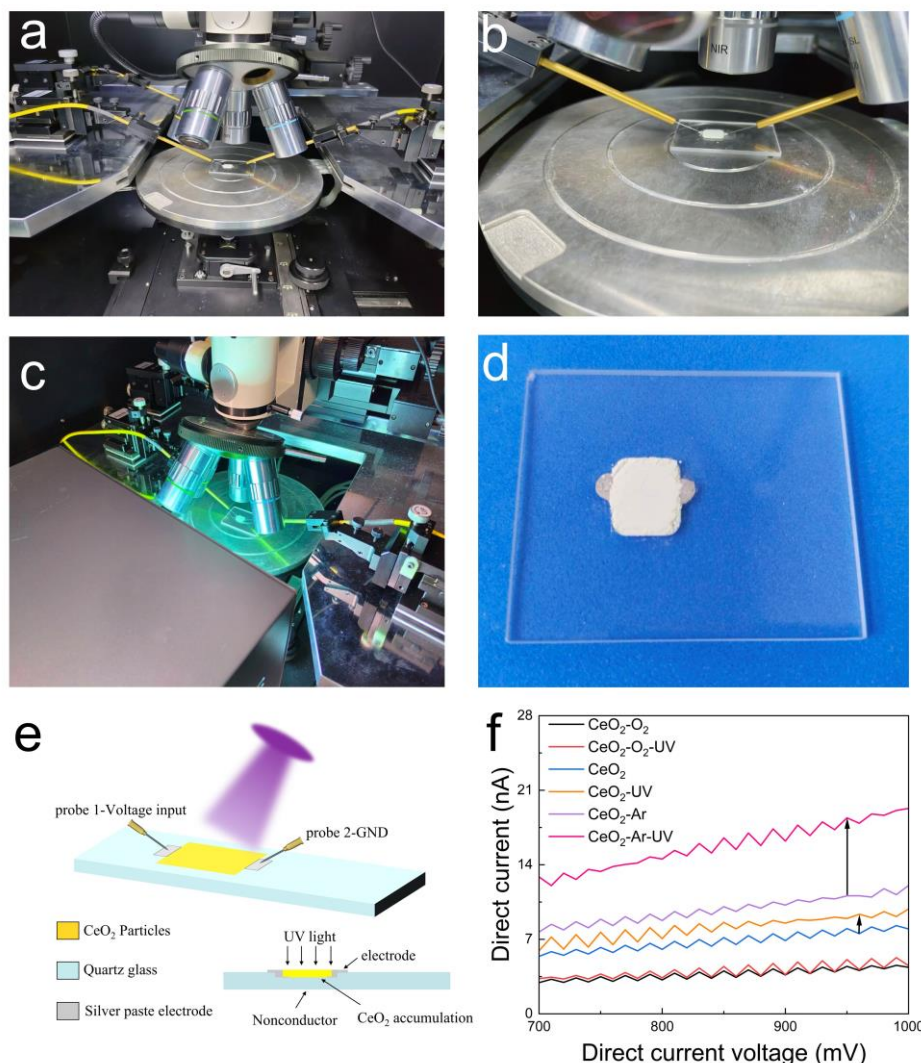 a
b
NIR
SL
c
d
e
probe 1-Voltage input
probe 2-GND
CeO₂ Particles
Quartz glass
Silver paste electrode
UV light
electrode
Nonconductor
CeO₂ accumulation
f
Direct current (nA)
28
21
14
7
0
CeO₂-O₂
CeO₂-O₂-UV
CeO₂
CeO₂-UV
CeO₂-Ar
CeO₂-Ar-UV
700 800 900 1000
Direct current voltage (mV)